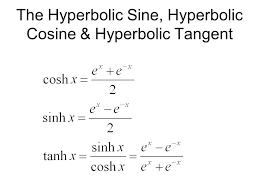 The Hyperbolic Sine, Hyperbolic
Cosine & Hyperbolic Tangent
cosh x = (e^x + e^−x) / 2
sinh x = (e^x − e^−x) / 2
tanh x = sinh x / cosh x = (e^x − e^−x) / (e^x + e^−x)